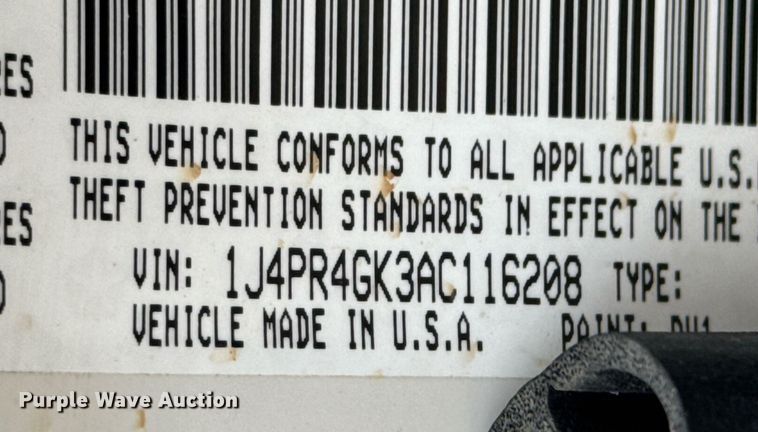 ES
THIS VEHICLE CONFORMS TO ALL APPLICABLE U.S.
THEFT PREVENTION STANDARDS IN EFFECT ON THE
ES
VIN: 1J4PR4GK3AC116208 TYPE:
VEHICLE MADE IN U.S.A. PAINT:
Purple Wave Auction